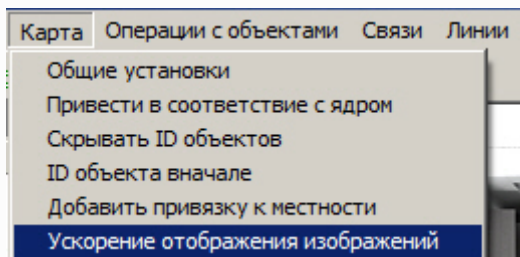 Карта Операции с объектами Связи Линии
Общие установки
Привести в соответствие с ядром
Скрывать ID объектов
ID объекта вначале
Добавить привязку к местности
Ускорение отображения изображений